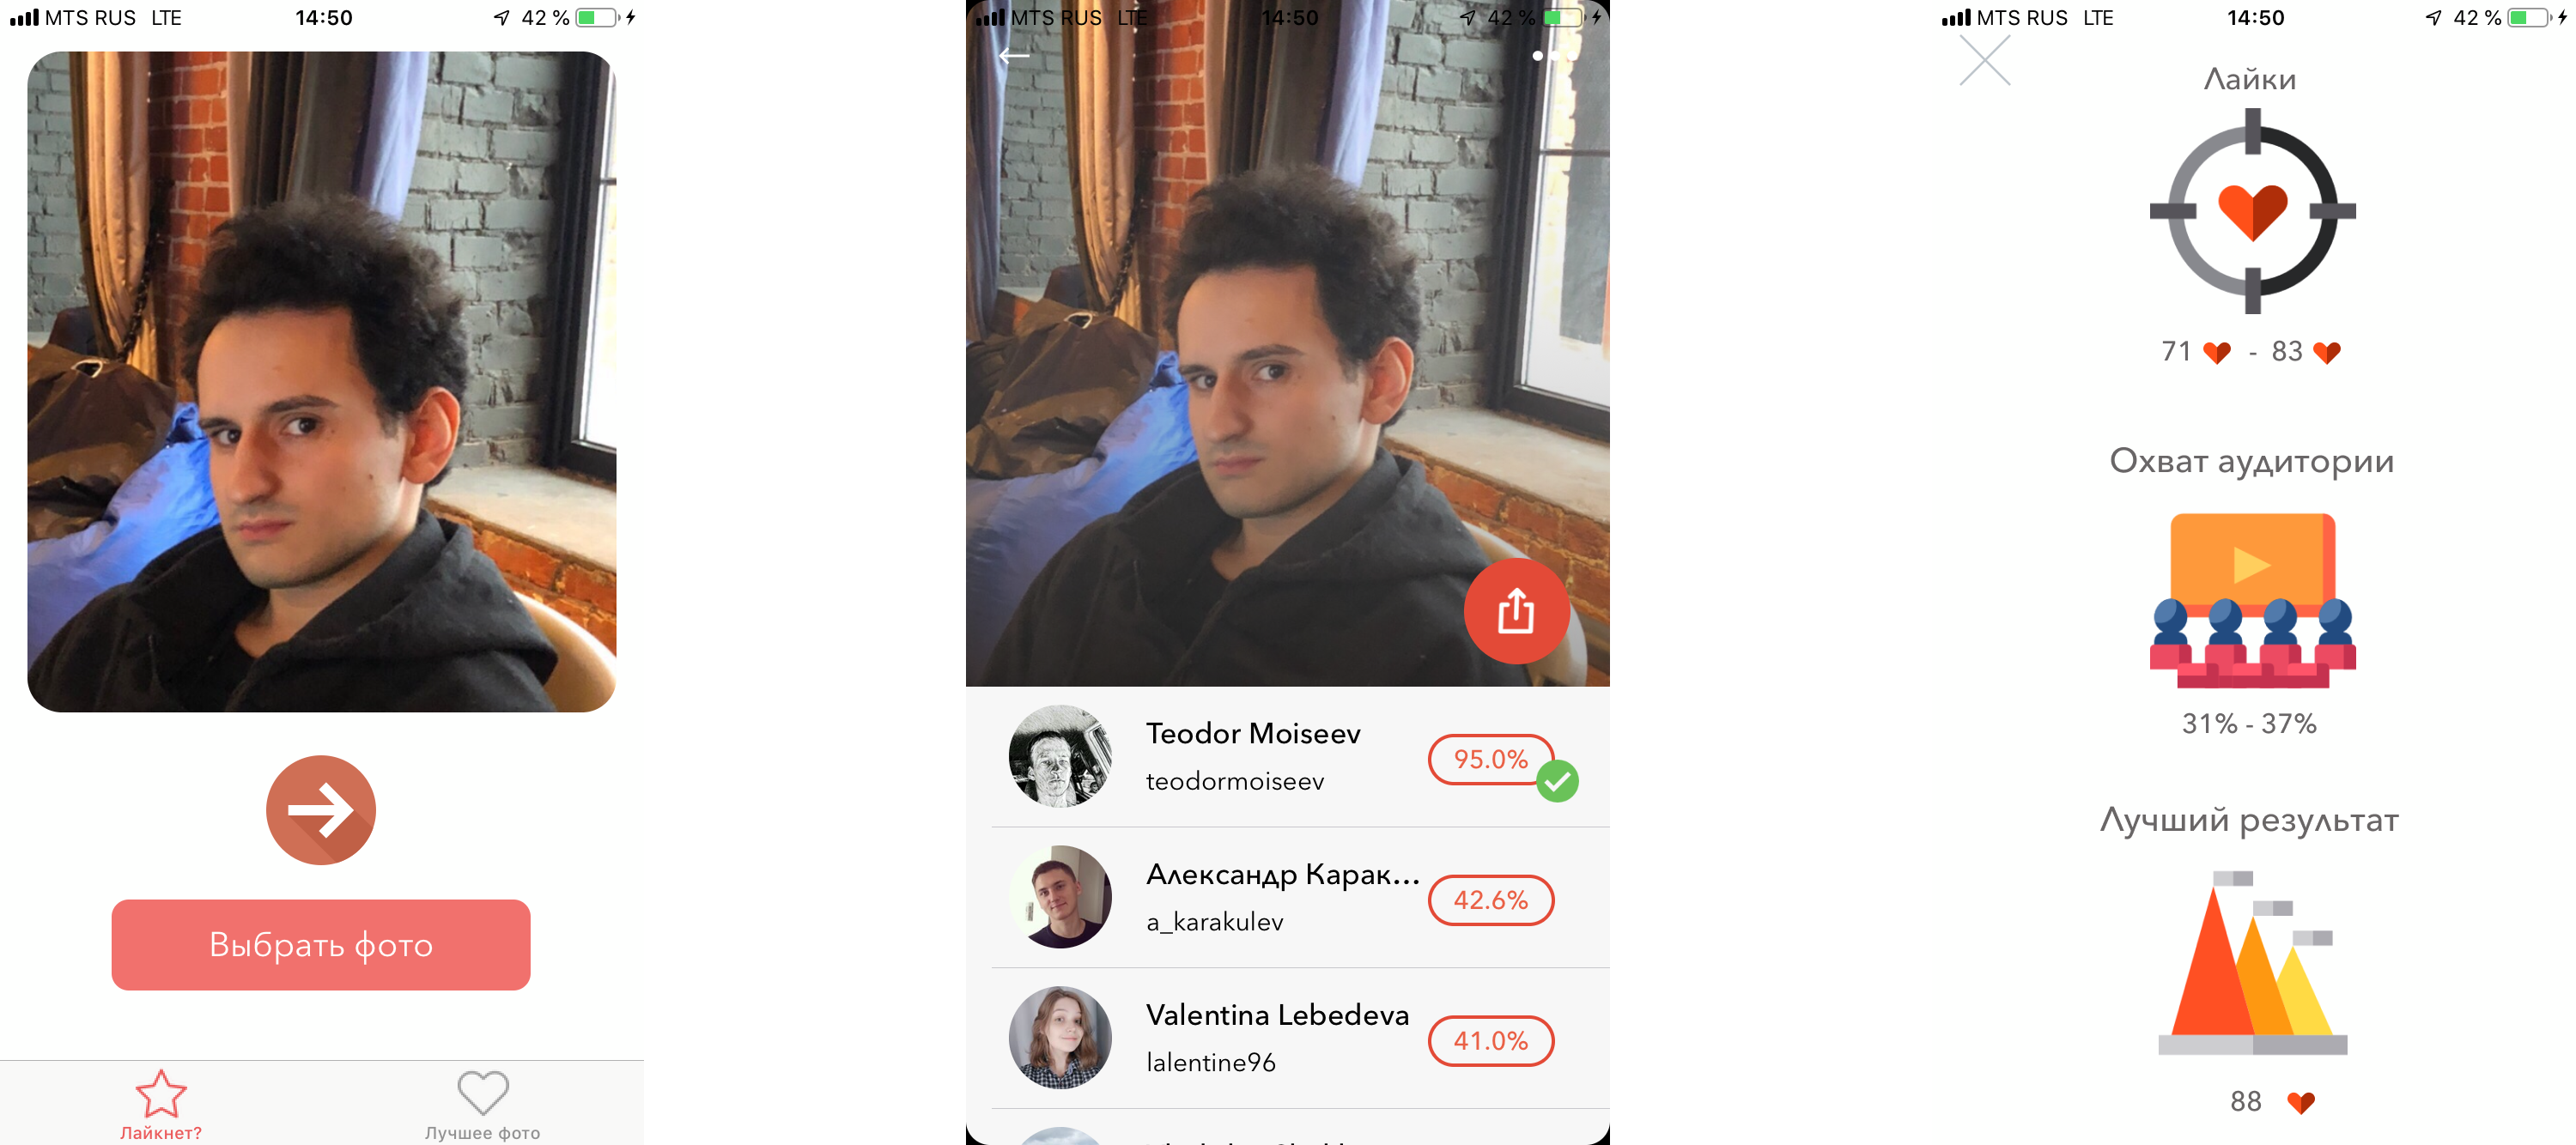 MTS RUS LTE 14:50 42 %
Выбрать фото
Лайкнет? Лучшее фото
MTS RUS LTE 14:50 42 %
Teodor Moiseev
teodormoiseev
95.0%
Александр Карак...
a_karakulev
42.6%
Valentina Lebedeva
lalentine96
41.0%
MTS RUS LTE 14:50 42 %
Лайки
71 - 83
Охват аудитории
31% - 37%
Лучший результат
88